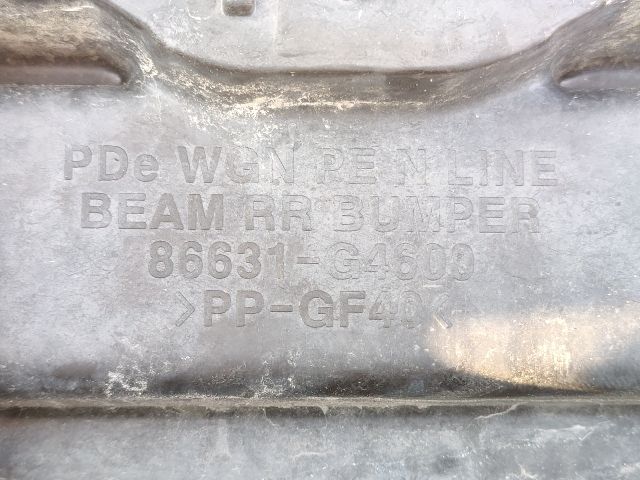 PDe WGN PE N LINE
BEAM RR BUMPER
86631-G4600
>PP-GF40<